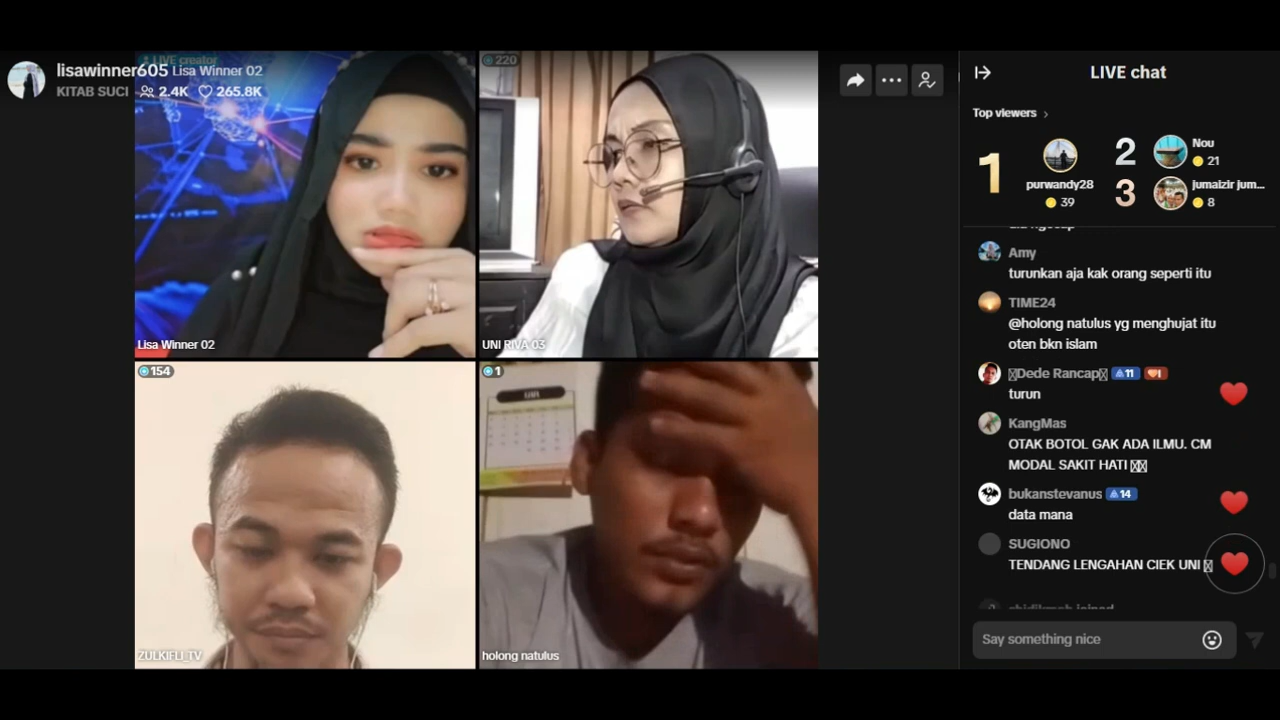 LIVE creator
lisawinner605 Lisa Winner 02
KITAB SUCI 2.4K 265.8K
220
Lisa Winner 02
UNI RIVA 03
154
1
ZULKIFLI_TV
holong natulus
LIVE chat
Top viewers
1
purwandy28
39
2
Nou
21
3
jumaizir jum...
8
Amy
turunkan aja kak orang seperti itu
TIME24
@holong natulus yg menghujat itu
oten bkn islam
Dede Rancap 11 I
turun
KangMas
OTAK BOTOL GAK ADA ILMU. CM
MODAL SAKIT HATI
bukanstevanus 14
data mana
SUGIONO
TENDANG LENGAHAN CIEK UNI
joined
Say something nice